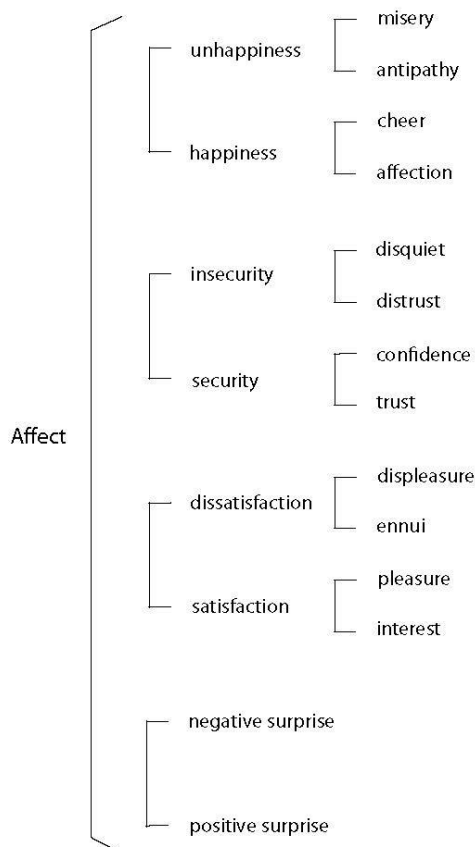 misery
unhappiness
antipathy
cheer
happiness
affection
disquiet
insecurity
distrust
confidence
security
trust
Affect
displeasure
dissatisfaction
ennui
pleasure
satisfaction
interest
negative surprise
positive surprise